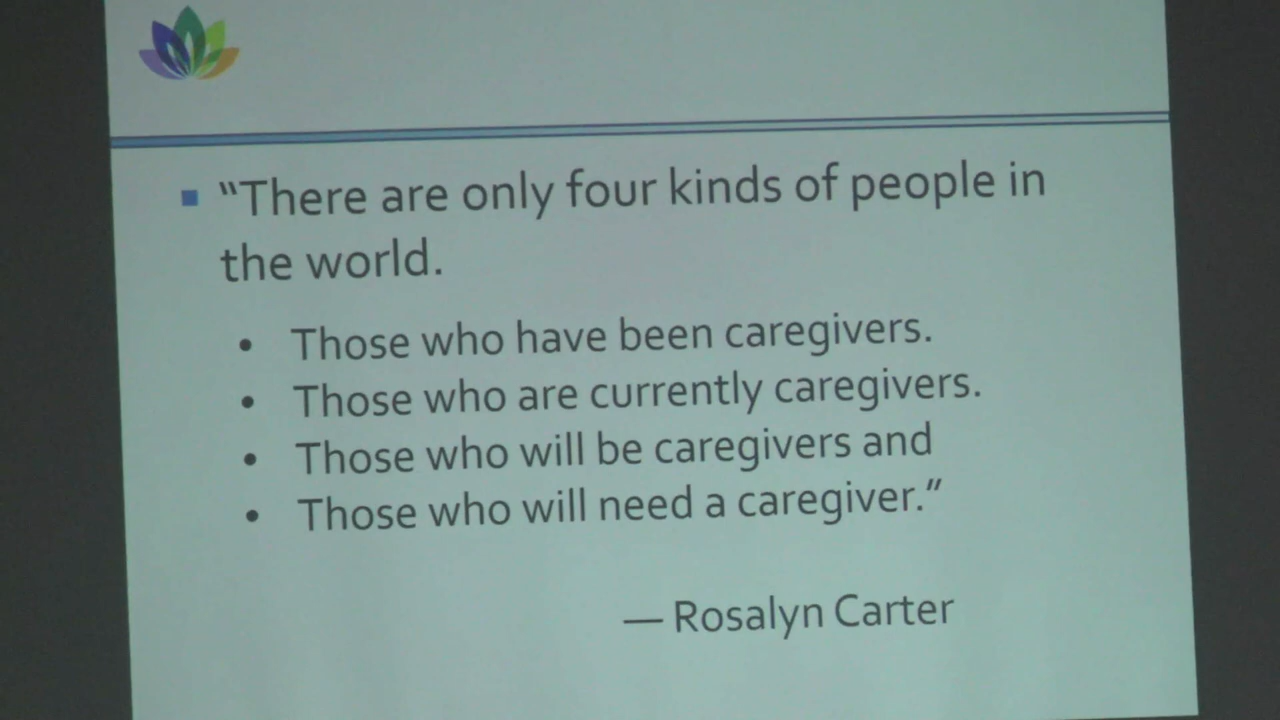 “There are only four kinds of people in
the world.
• Those who have been caregivers.
• Those who are currently caregivers.
• Those who will be caregivers and
• Those who will need a caregiver.”
— Rosalyn Carter